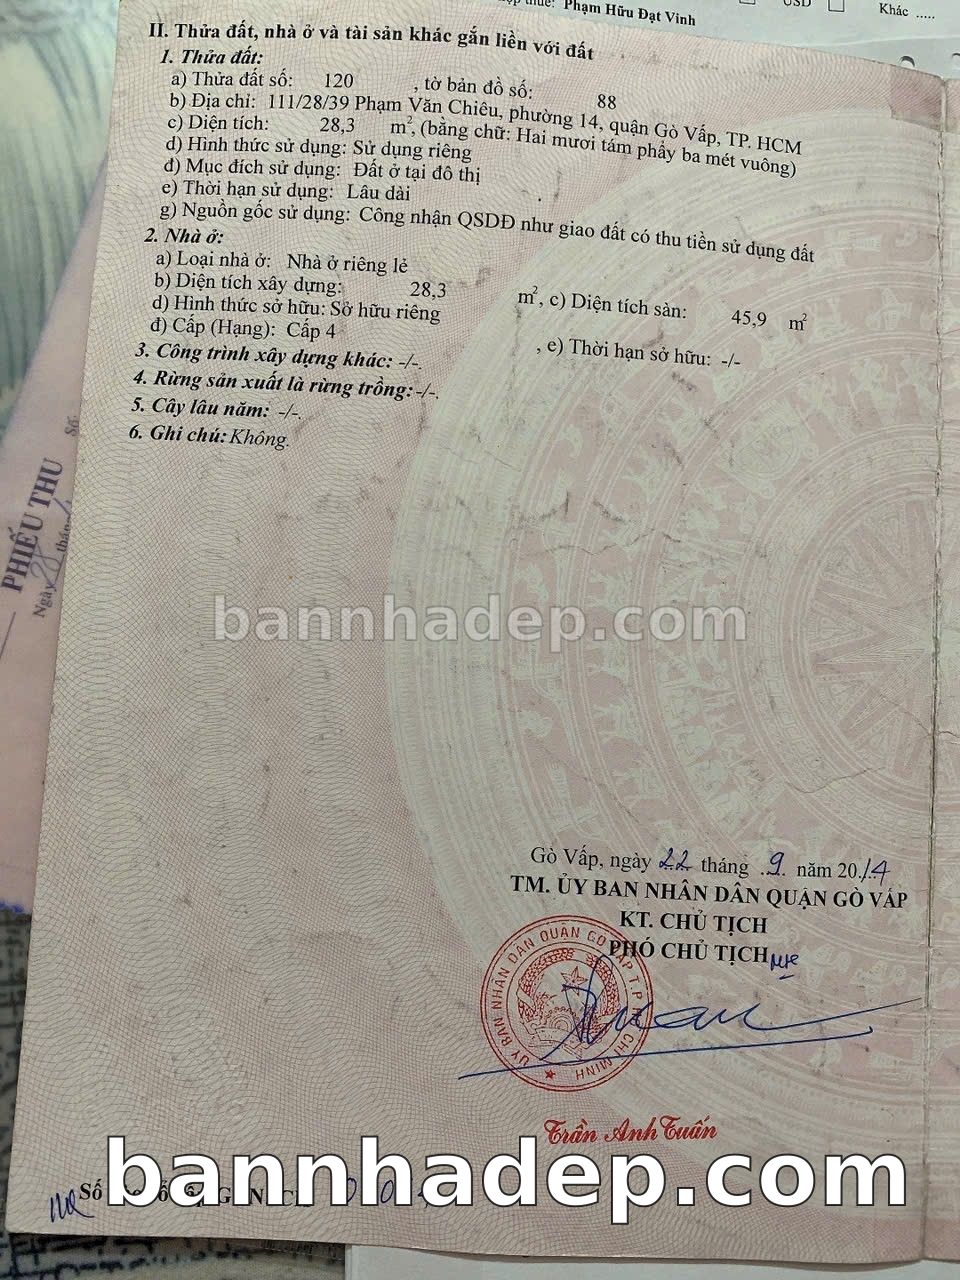 Phạm Hữu Đạt Vinh
USD
Khác .....
II. Thửa đất, nhà ở và tài sản khác gắn liền với đất
1. Thửa đất:
a) Thửa đất số: 120 , tờ bản đồ số: 88
b) Địa chỉ: 111/28/39 Phạm Văn Chiêu, phường 14, quận Gò Vấp, TP. HCM
c) Diện tích: 28,3 m², (bằng chữ: Hai mươi tám phẩy ba mét vuông)
d) Hình thức sử dụng: Sử dụng riêng
đ) Mục đích sử dụng: Đất ở tại đô thị
e) Thời hạn sử dụng: Lâu dài
g) Nguồn gốc sử dụng: Công nhận QSDĐ như giao đất có thu tiền sử dụng đất
2. Nhà ở:
a) Loại nhà ở: Nhà ở riêng lẻ
b) Diện tích xây dựng: 28,3 m², c) Diện tích sàn: 45,9 m²
d) Hình thức sở hữu: Sở hữu riêng
đ) Cấp (Hạng): Cấp 4 , e) Thời hạn sở hữu: -/-
3. Công trình xây dựng khác: -/-.
4. Rừng sản xuất là rừng trồng: -/-.
5. Cây lâu năm: -/-.
6. Ghi chú: Không.
PHIẾU THU
Ngày 28 tháng
Số
bannhadep.com
Gò Vấp, ngày 22 tháng 9 năm 2014
TM. ỦY BAN NHÂN DÂN QUẬN GÒ VẤP
KT. CHỦ TỊCH
PHÓ CHỦ TỊCH
ỦY BAN NHÂN DÂN QUẬN GÒ VẤP T.P HỒ CHÍ MINH
Trần Anh Tuấn
bannhadep.com
Số